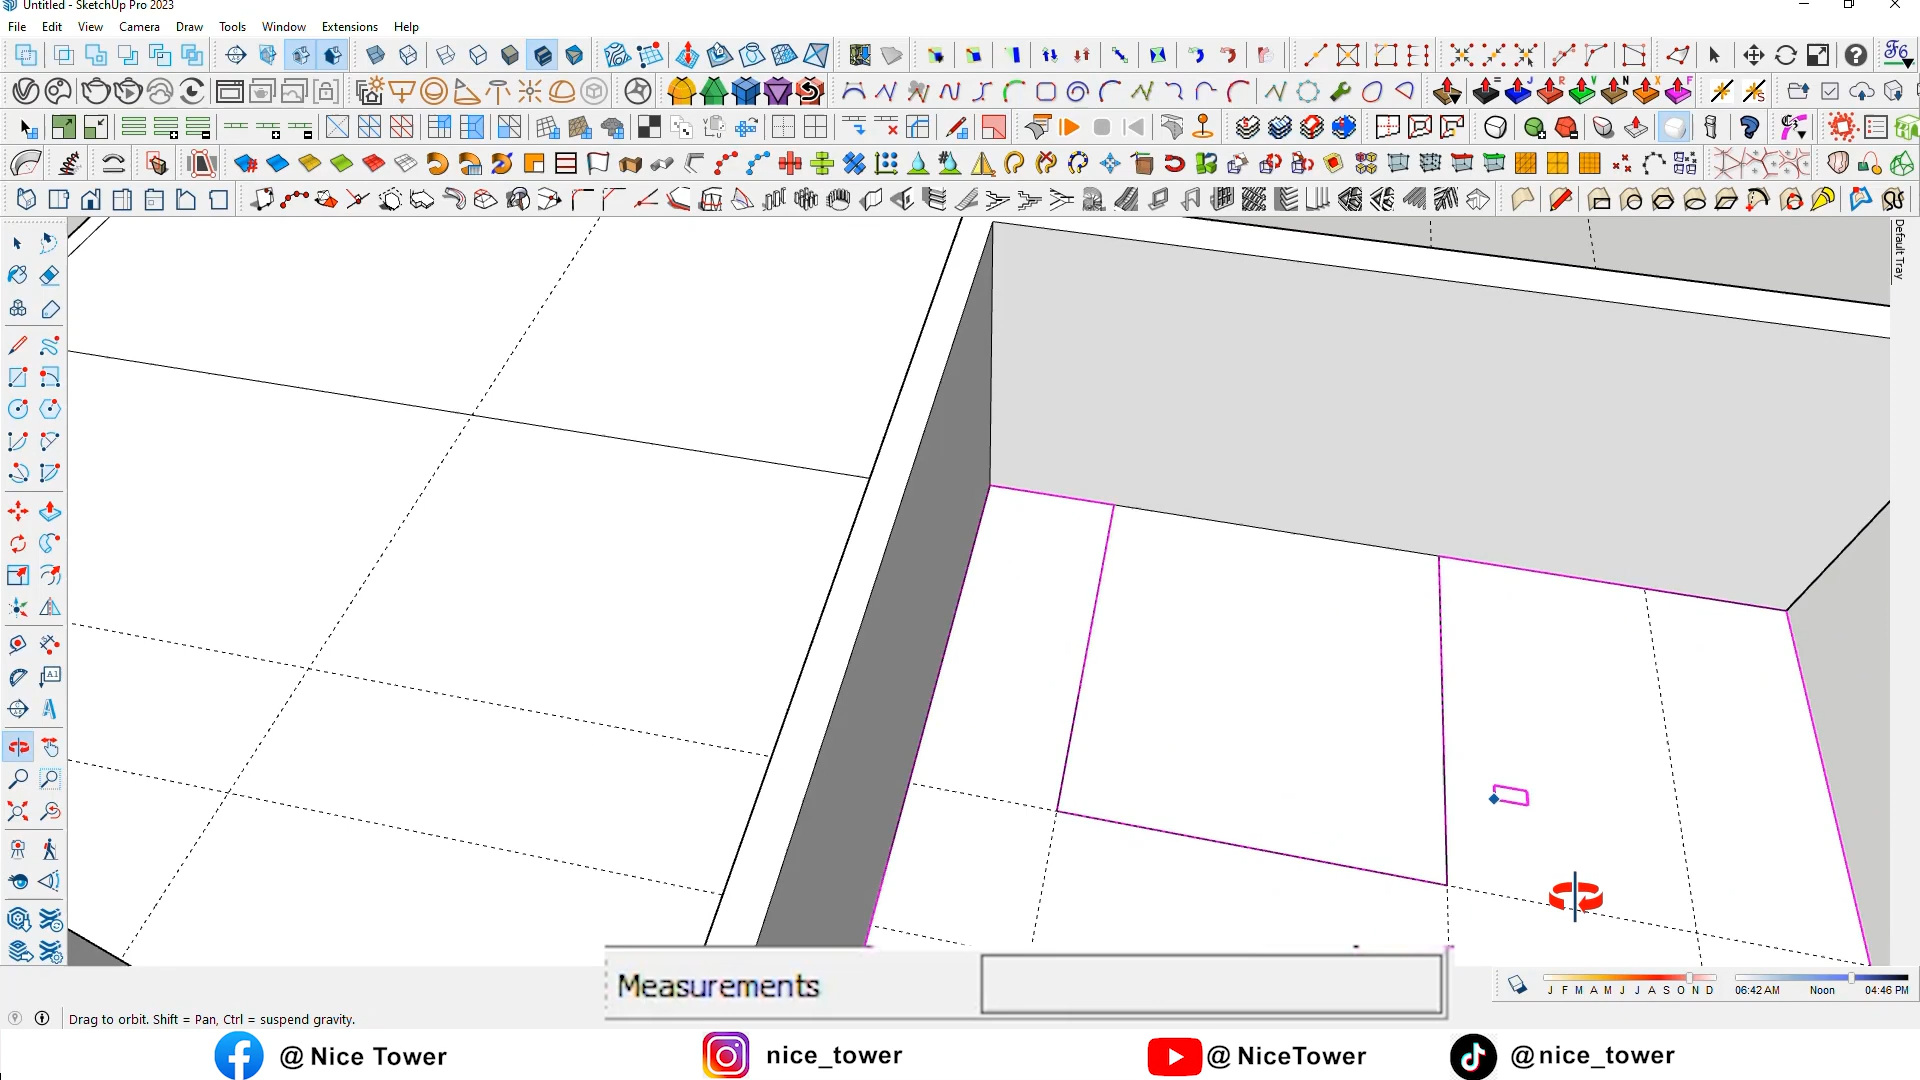 Untitled - SketchUp Pro 2023
File Edit View Camera Draw Tools Window Extensions Help
Default Tray
Measurements
J F M A M J J A S O N D
06:42 AM Noon 04:46 PM
Drag to orbit. Shift = Pan, Ctrl = suspend gravity.
@ Nice Tower
nice_tower
@ NiceTower
@nice_tower